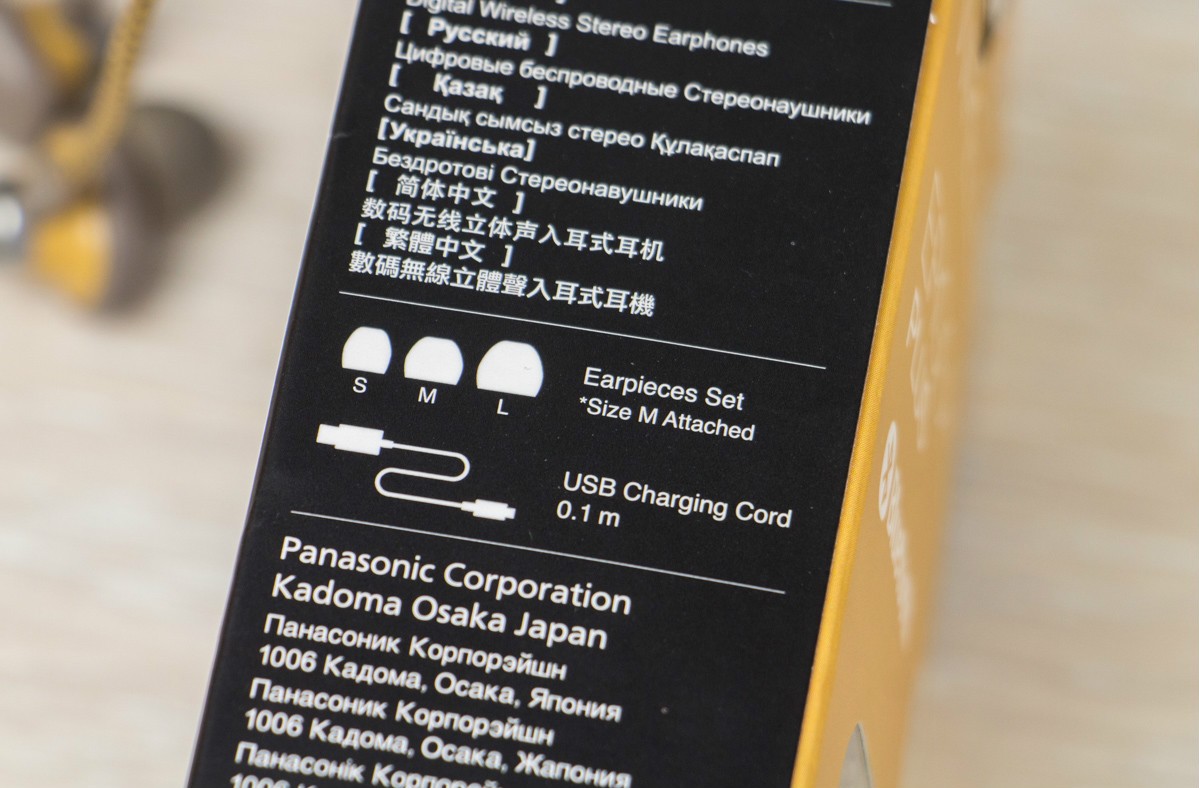 Digital Wireless Stereo Earphones
[ Русский ]
Цифровые беспроводные Стереонаушники
[ Қазақ ]
Сандық сымсыз стерео Құлақаспап
[Українська]
Бездротові Стереонавушники
[ 简体中文 ]
数码无线立体声入耳式耳机
[ 繁體中文 ]
數碼無線立體聲入耳式耳機
S M L
Earpieces Set
*Size M Attached
USB Charging Cord
0.1 m
Panasonic Corporation
Kadoma Osaka Japan
Панасоник Корпорэйшн
1006 Кадома, Осака, Япония
Панасоник Корпорэйшн
1006 Кадома, Осака, Жапония
Панасонік Корпорейшн
1006